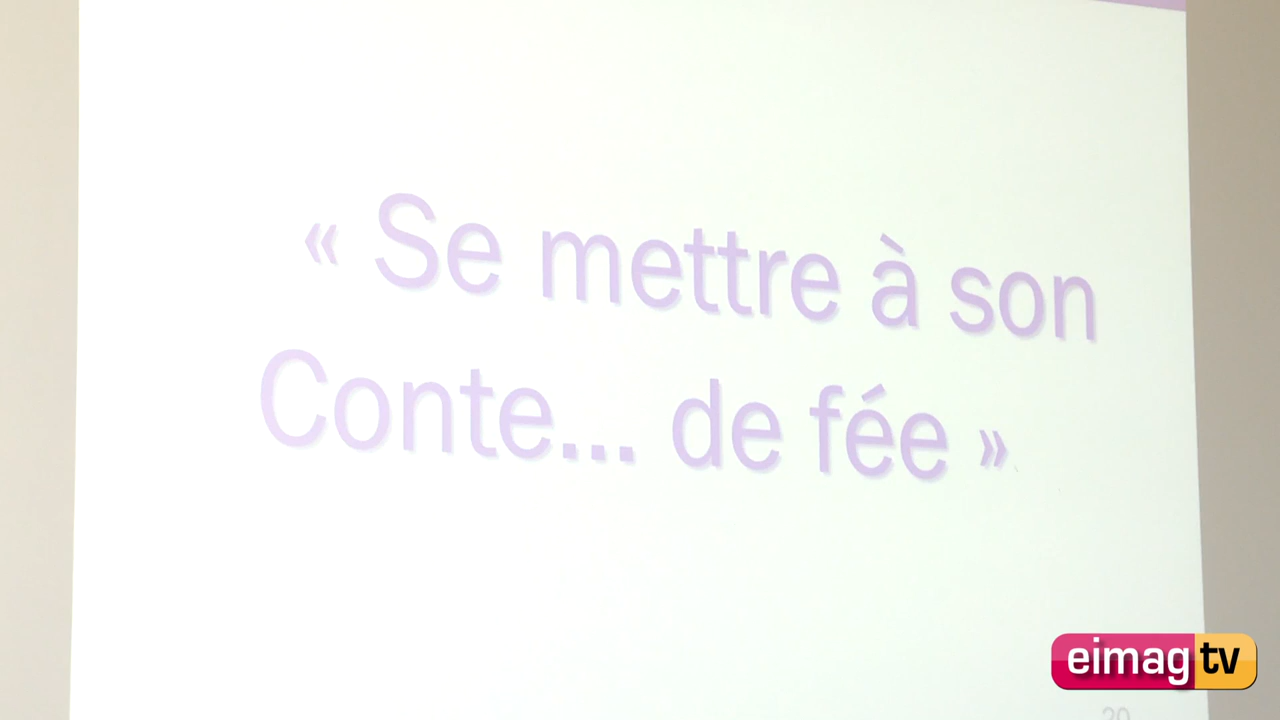 « Se mettre à son
Conte... de fée »
eimag tv